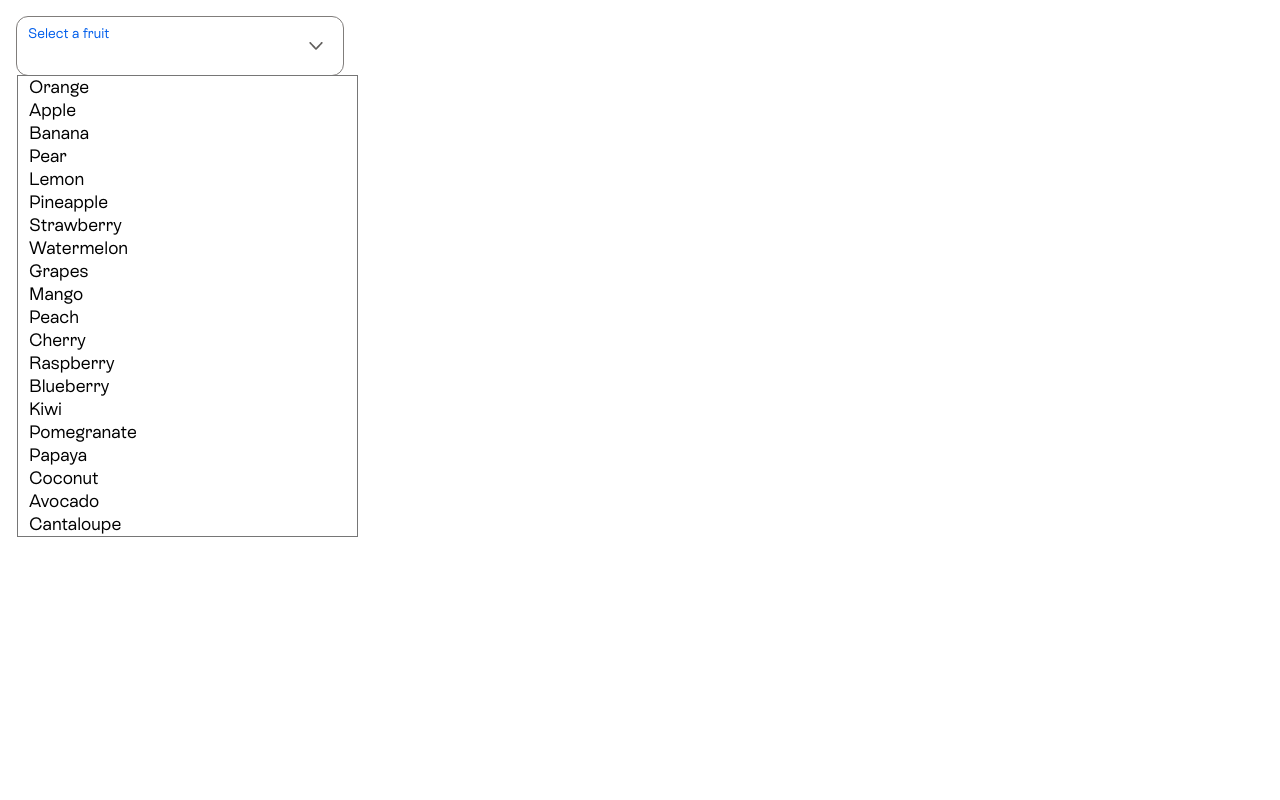 Select a fruit
Orange
Apple
Banana
Pear
Lemon
Pineapple
Strawberry
Watermelon
Grapes
Mango
Peach
Cherry
Raspberry
Blueberry
Kiwi
Pomegranate
Papaya
Coconut
Avocado
Cantaloupe